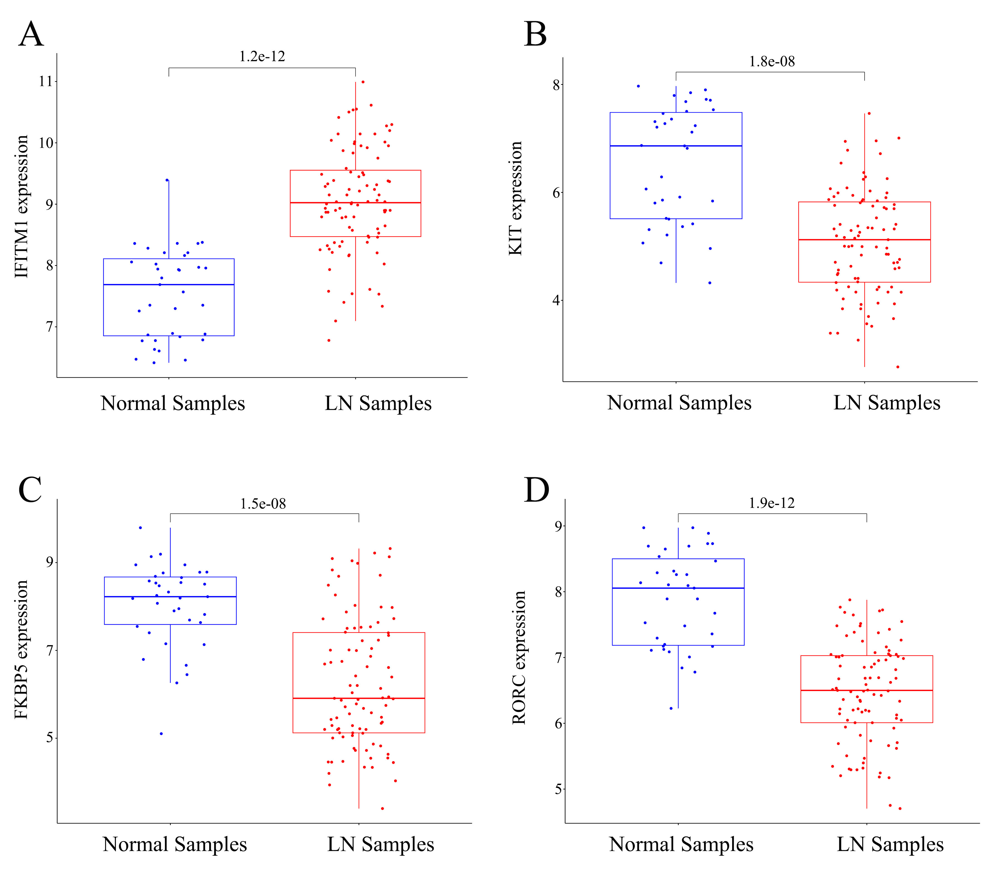 A
1.2e-12
11
10
9
8
7
IFITM1 expression
Normal Samples
LN Samples
B
1.8e-08
8
6
4
KIT expression
Normal Samples
LN Samples
C
1.5e-08
9
7
5
FKBP5 expression
Normal Samples
LN Samples
D
1.9e-12
9
8
7
6
5
RORC expression
Normal Samples
LN Samples